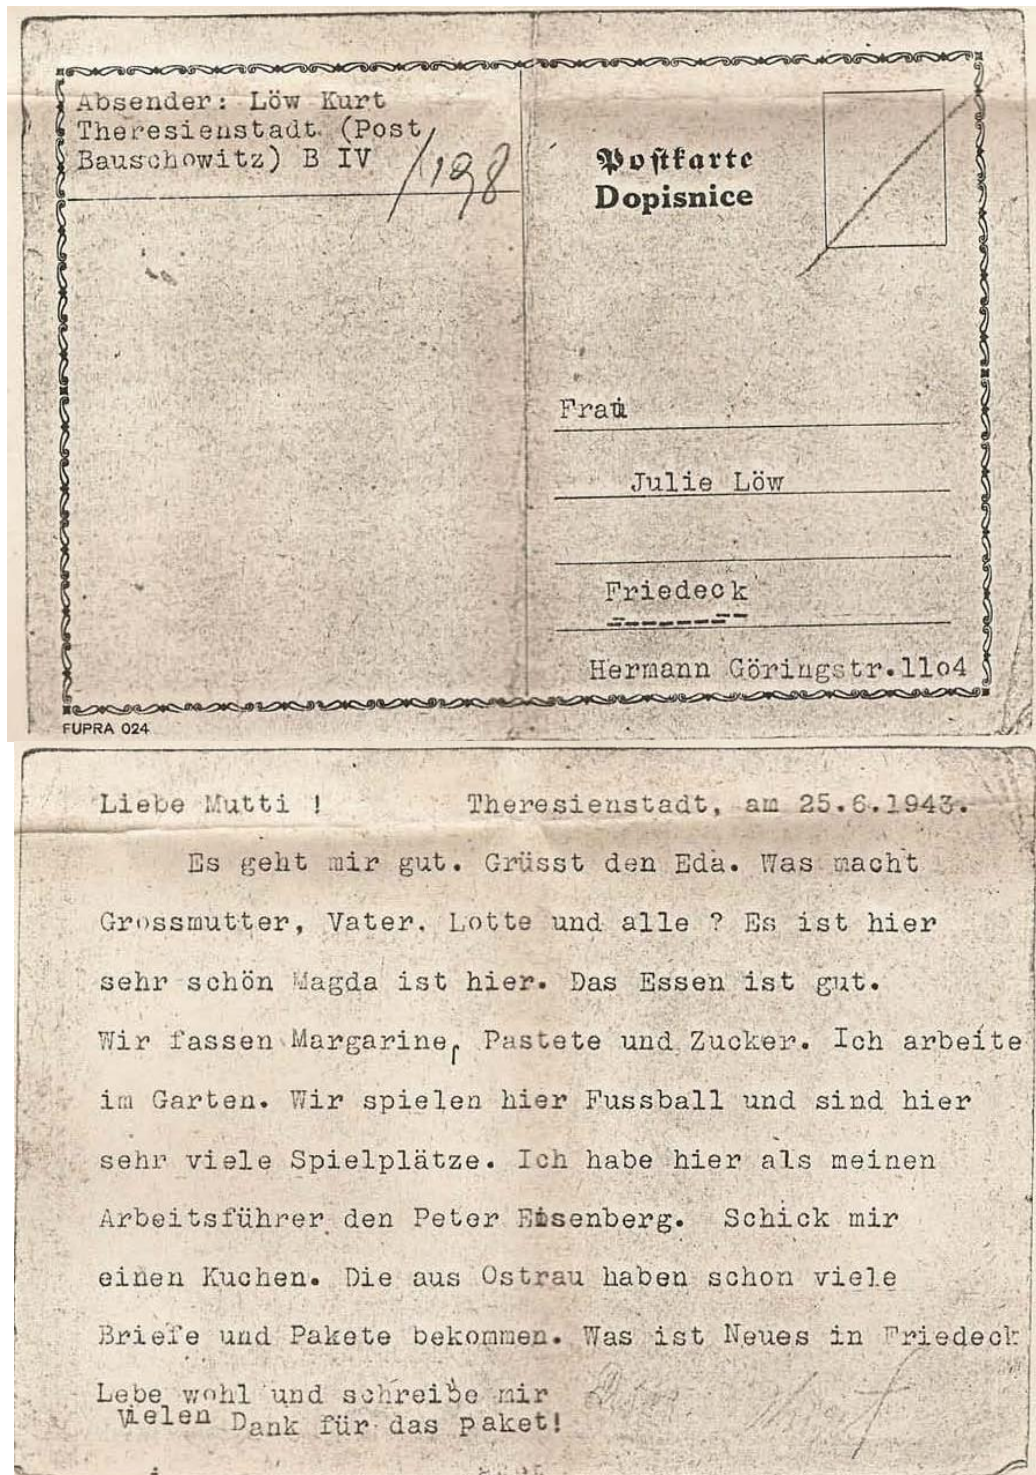 Absender: Löw Kurt
Theresienstadt (Post
Bauschowitz) B IV /198
Postkarte
Dopisnice
Frau
Julie Löw
Friedeck
Hermann Göringstr.11o4
FUPRA 024
Liebe Mutti ! Theresienstadt, am 25.6.1943.
Es geht mir gut. Grüsst den Eda. Was macht
Grossmutter, Vater. Lotte und alle ? Es ist hier
sehr schön Magda ist hier. Das Essen ist gut.
Wir fassen Margarine, Pastete und Zucker. Ich arbeite
im Garten. Wir spielen hier Fussball und sind hier
sehr viele Spielplätze. Ich habe hier als meinen
Arbeitsführer den Peter Eisenberg. Schick mir
einen Kuchen. Die aus Ostrau haben schon viele
Briefe und Pakete bekommen. Was ist Neues in Friedeck
Lebe wohl und schreibe mir
Vielen Dank für das paket!